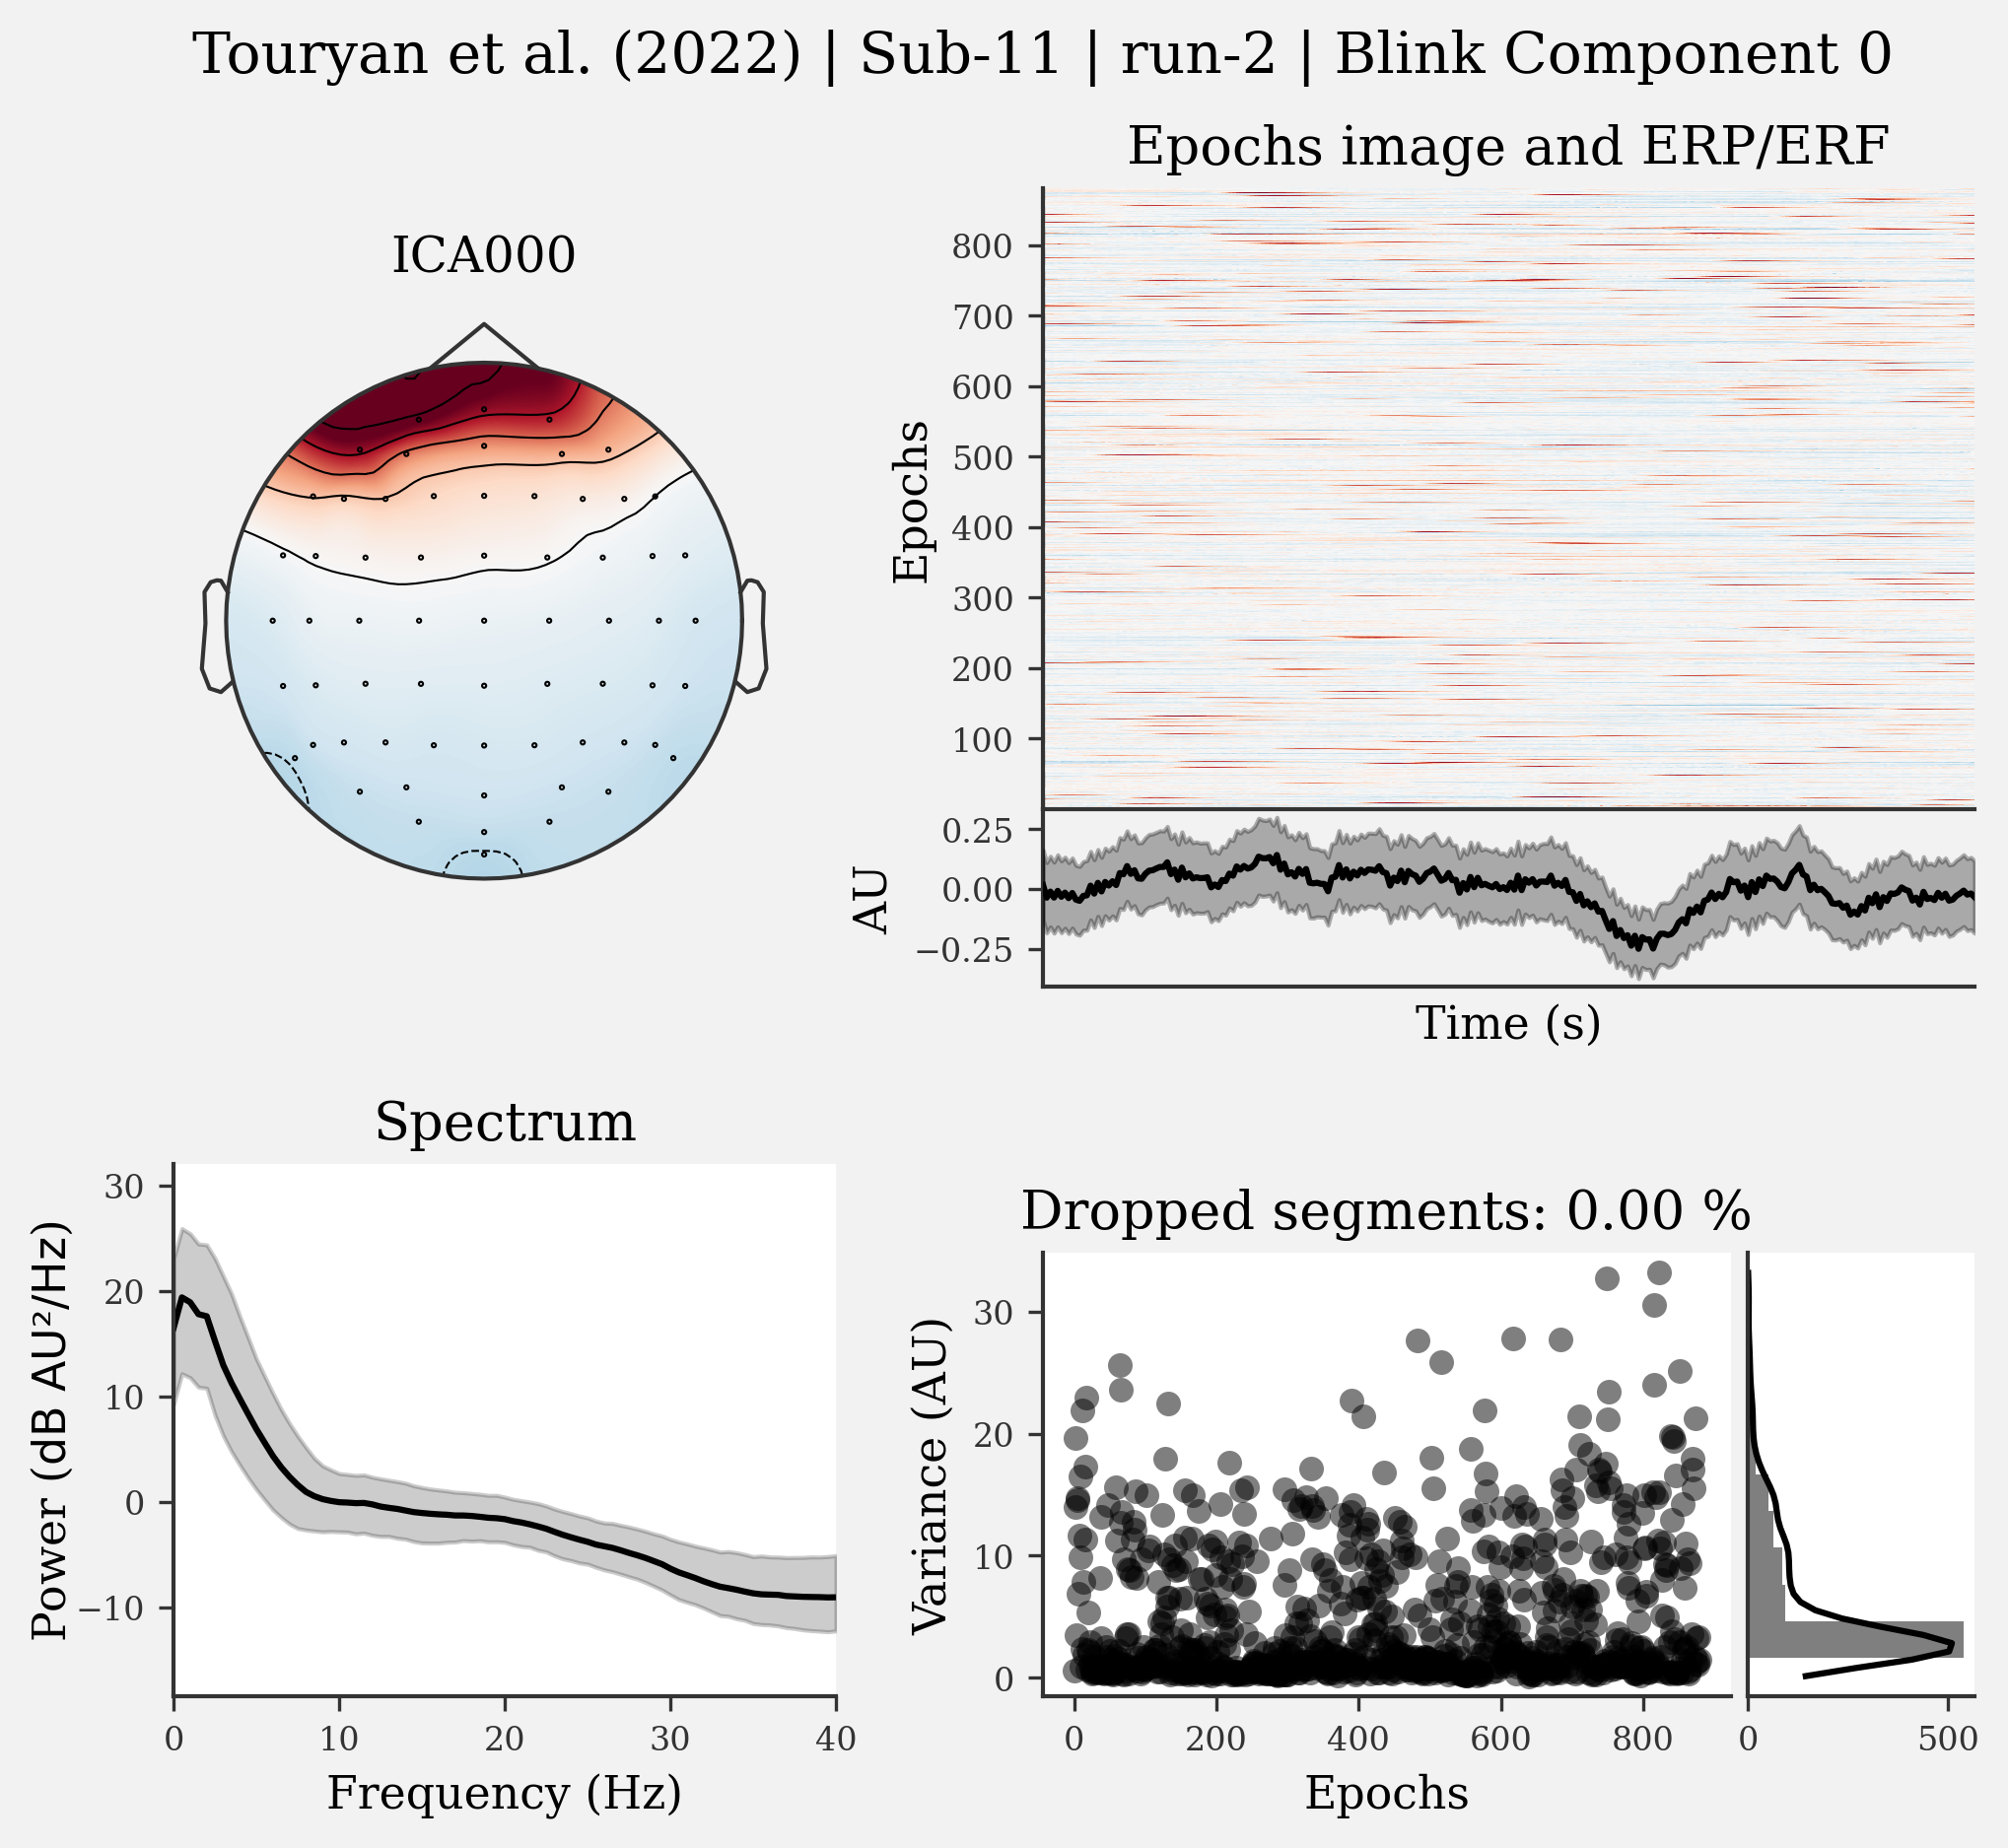 Touryan et al. (2022) | Sub-11 | run-2 | Blink Component 0
ICA000
Epochs image and ERP/ERF
800
700
600
500
400
300
200
100
Epochs
0.25
0.00
−0.25
AU
Time (s)
Spectrum
30
20
10
0
−10
Power (dB AU²/Hz)
0 10 20 30 40
Frequency (Hz)
Dropped segments: 0.00 %
30
20
10
0
Variance (AU)
0 200 400 600 800
Epochs
0 500